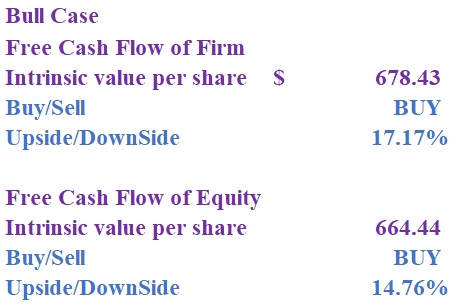 Bull Case
Free Cash Flow of Firm
Intrinsic value per share $ 678.43
Buy/Sell BUY
Upside/DownSide 17.17%
Free Cash Flow of Equity
Intrinsic value per share 664.44
Buy/Sell BUY
Upside/DownSide 14.76%